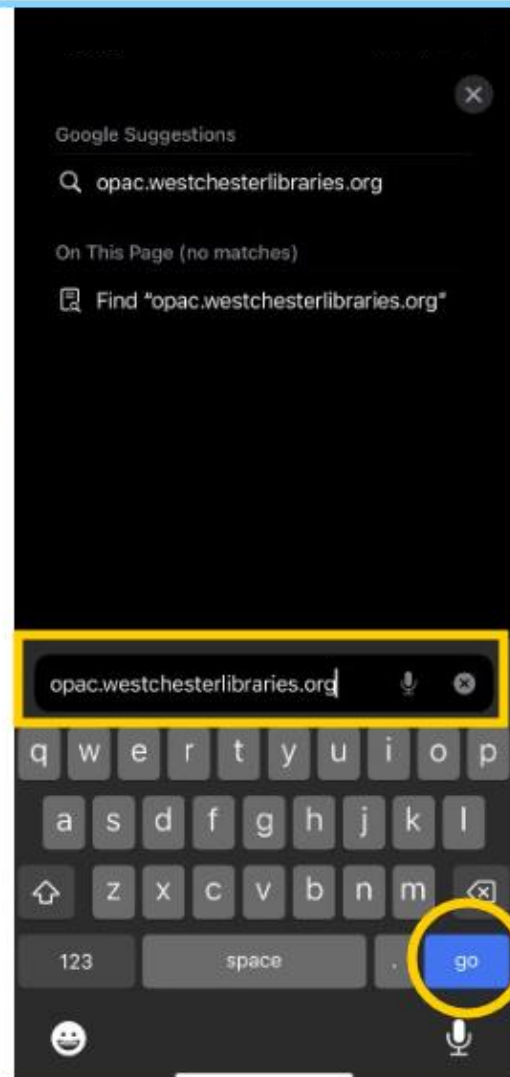 Google Suggestions
opac.westchesterlibraries.org
On This Page (no matches)
Find "opac.westchesterlibraries.org"
opac.westchesterlibraries.org
q w e r t y u i o p
a s d f g h j k l
z x c v b n m
123 space . go